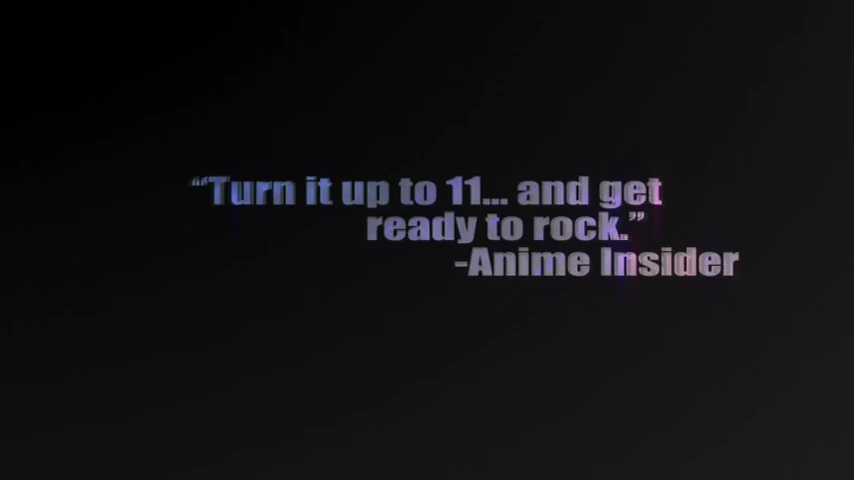 “Turn it up to 11... and get
ready to rock.”
-Anime Insider